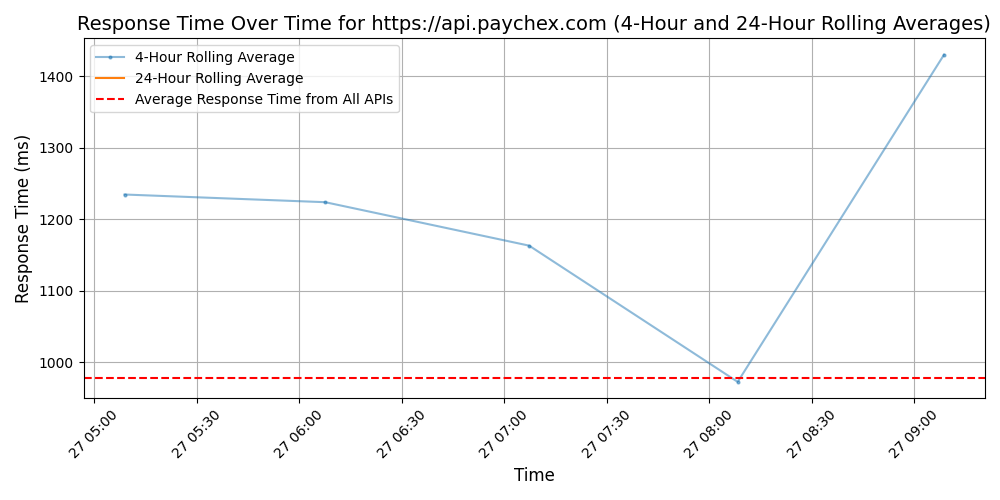 Response Time Over Time for https://api.paychex.com (4-Hour and 24-Hour Rolling Averages)
4-Hour Rolling Average
24-Hour Rolling Average
Average Response Time from All APIs
Response Time (ms)
1400
1300
1200
1100
1000
27 05:00
27 05:30
27 06:00
27 06:30
27 07:00
27 07:30
27 08:00
27 08:30
27 09:00
Time